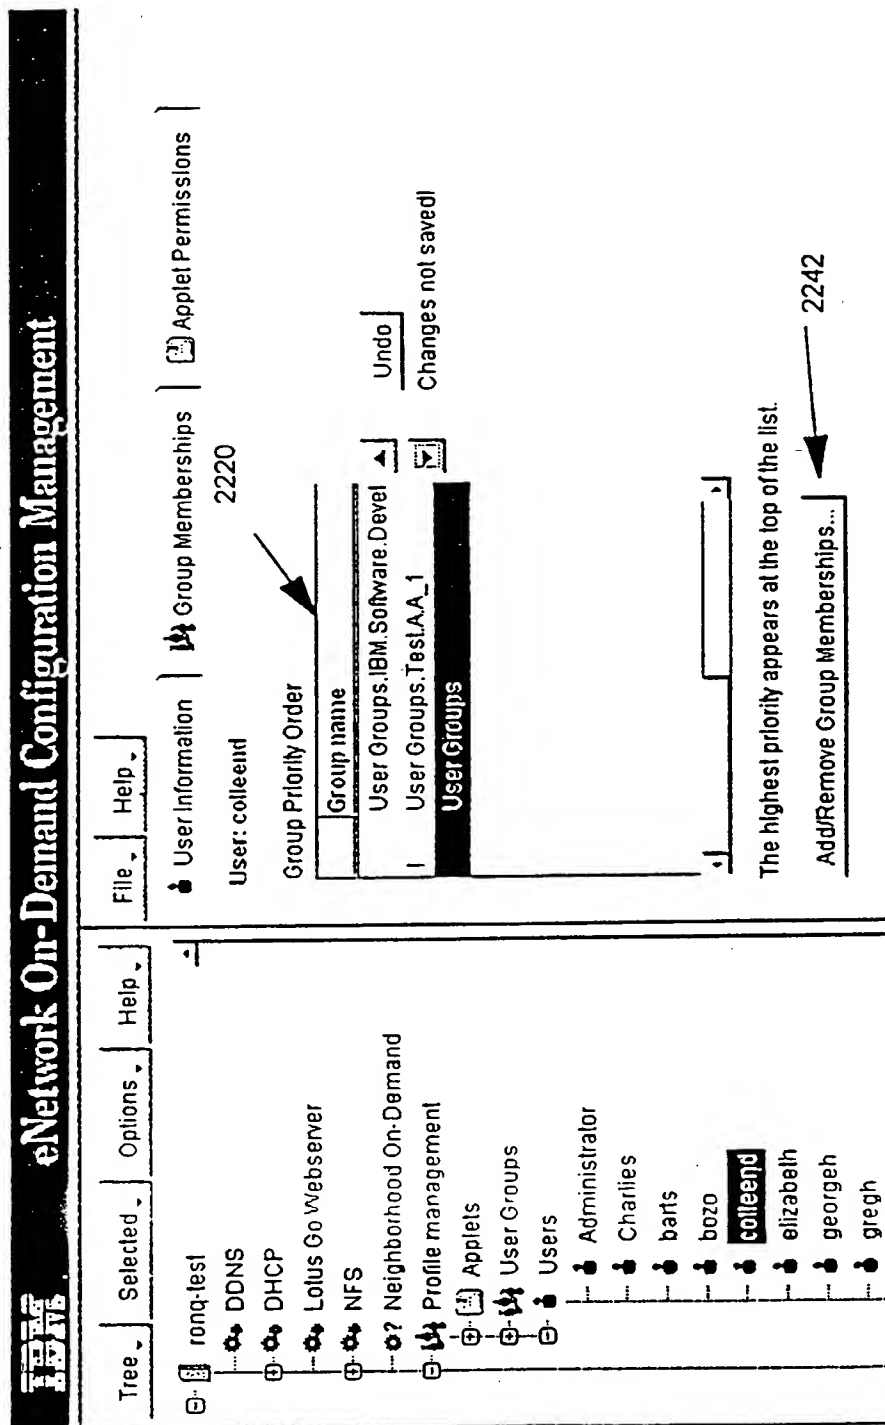 IBM eNetwork On-Demand Configuration Management
Tree Selected Options Help
ronq-test
DDNS
DHCP
Lotus Go Webserver
NFS
Neighborhood On-Demand
Profile management
Applets
User Groups
Users
Administrator
Charlies
barts
bozo
colleend
elizabeth
georgeh
gregh
File Help
User Information Group Memberships Applet Permissions
User: colleend
2220
Group Priority Order
Group name
User Groups.IBM.Software.Devel
User Groups.Test.A.A_1
User Groups
Undo
Changes not saved!
The highest priority appears at the top of the list.
Add/Remove Group Memberships...
2242